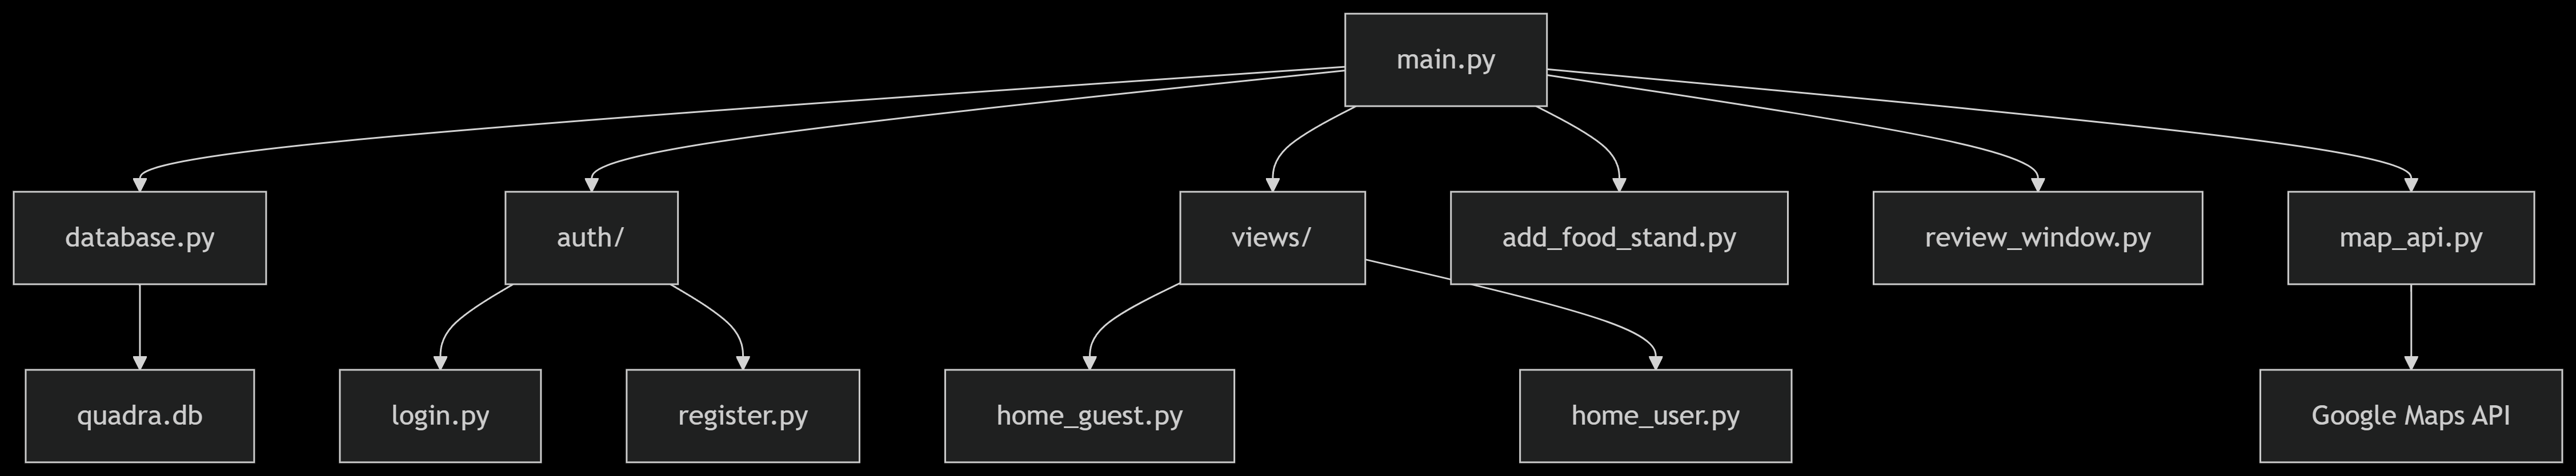 main.py
database.py
auth/
views/
add_food_stand.py
review_window.py
map_api.py
quadra.db
login.py
register.py
home_guest.py
home_user.py
Google Maps API